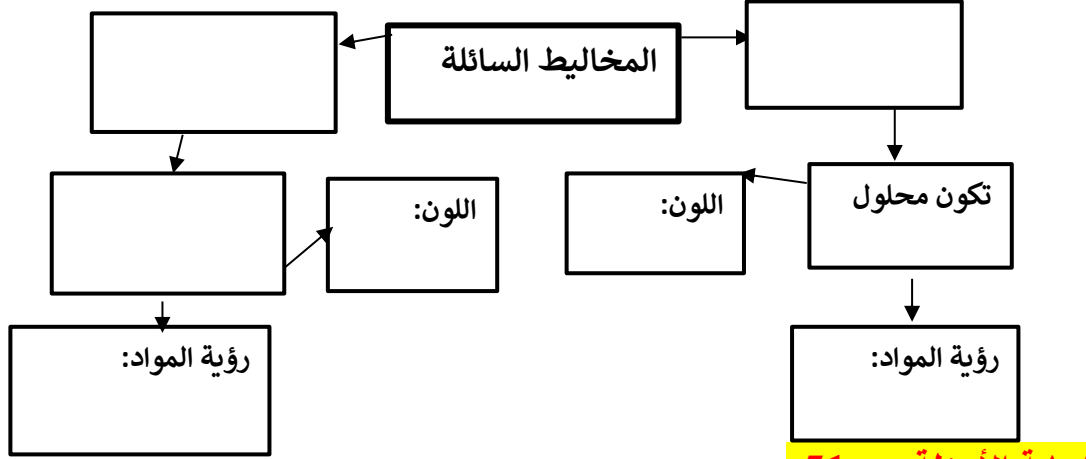 المخاليط السائلة
تكون محلول
اللون:
اللون:
رؤية المواد:
رؤية المواد: